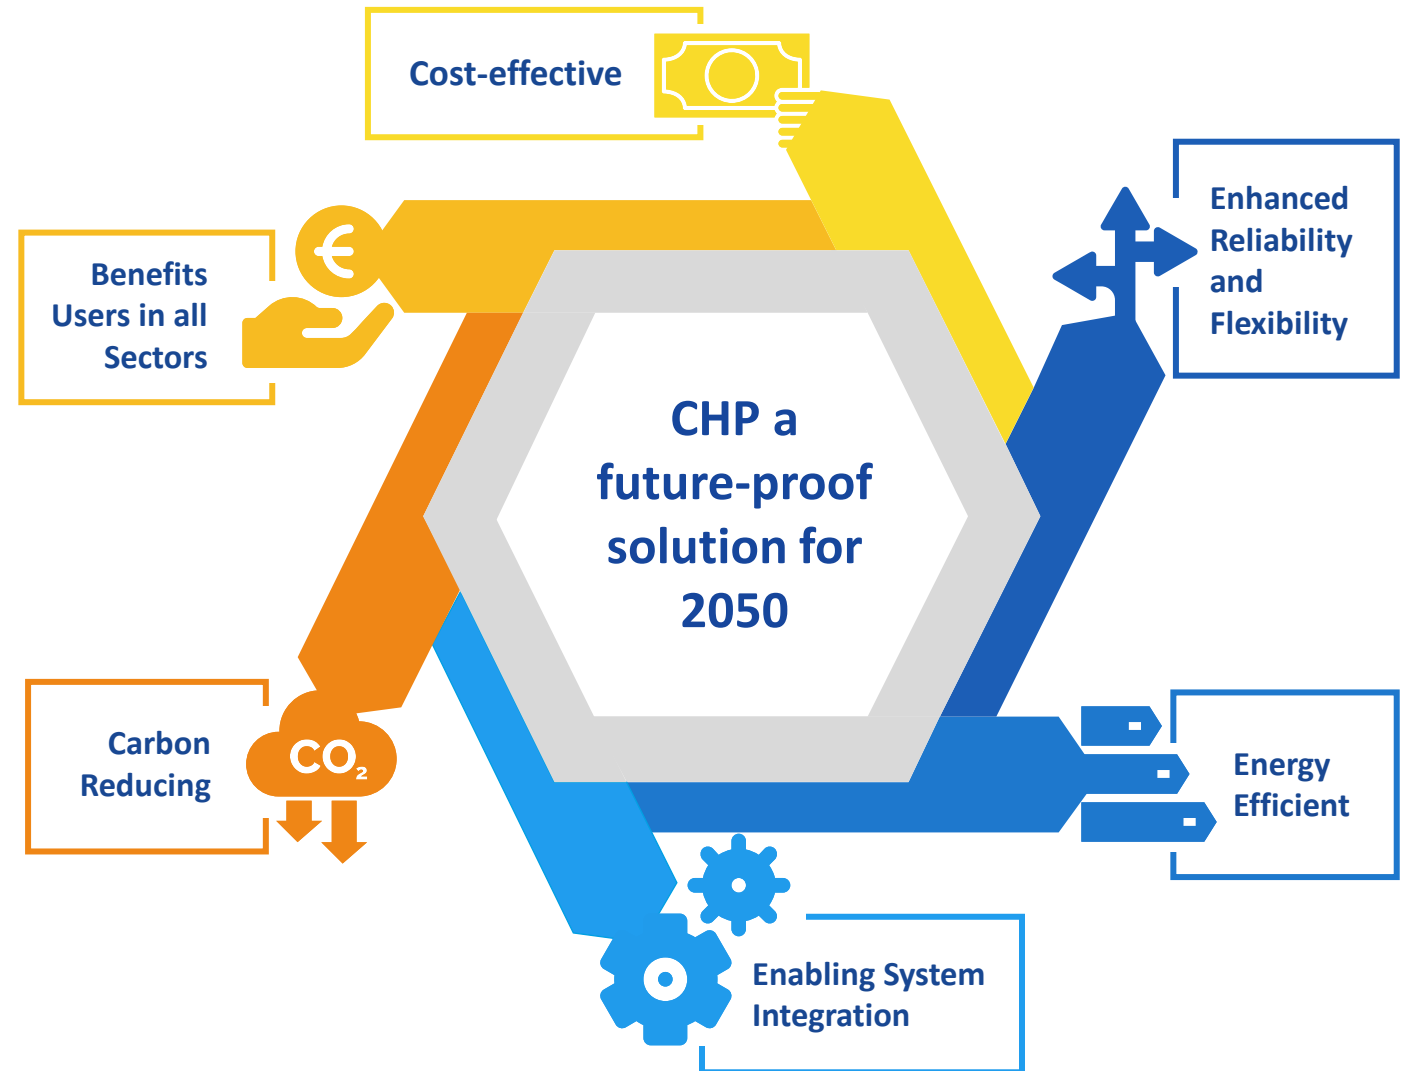 Cost-effective
Enhanced
Reliability
and
Flexibility
Benefits
Users in all
Sectors
€
CHP a
future-proof
solution for
2050
Carbon
Reducing
CO₂
Energy
Efficient
Enabling System
Integration